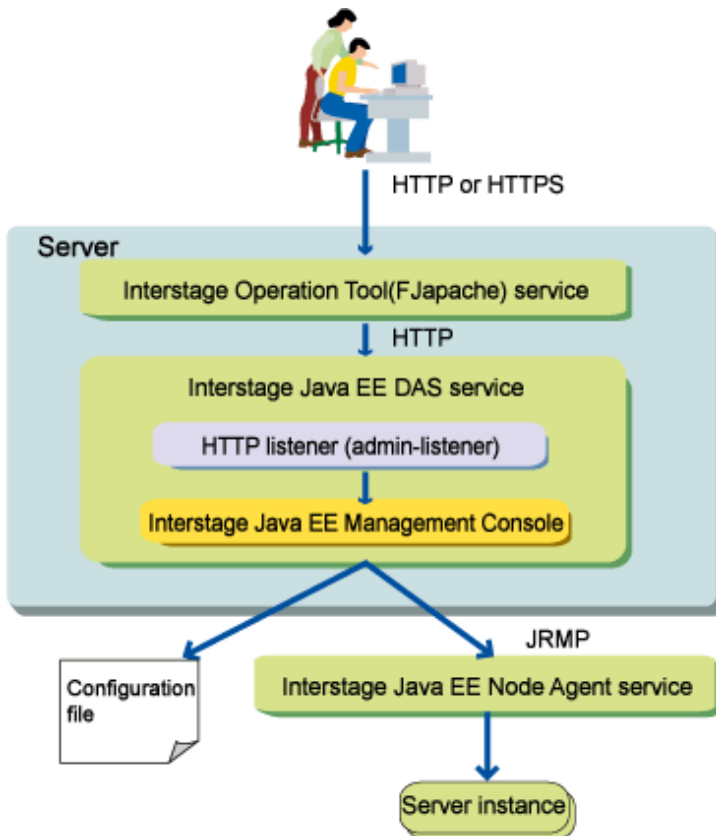 HTTP or HTTPS
Server
Interstage Operation Tool(FJapache) service
HTTP
Interstage Java EE DAS service
HTTP listener (admin-listener)
Interstage Java EE Management Console
JRMP
Configuration
file
Interstage Java EE Node Agent service
Server instance